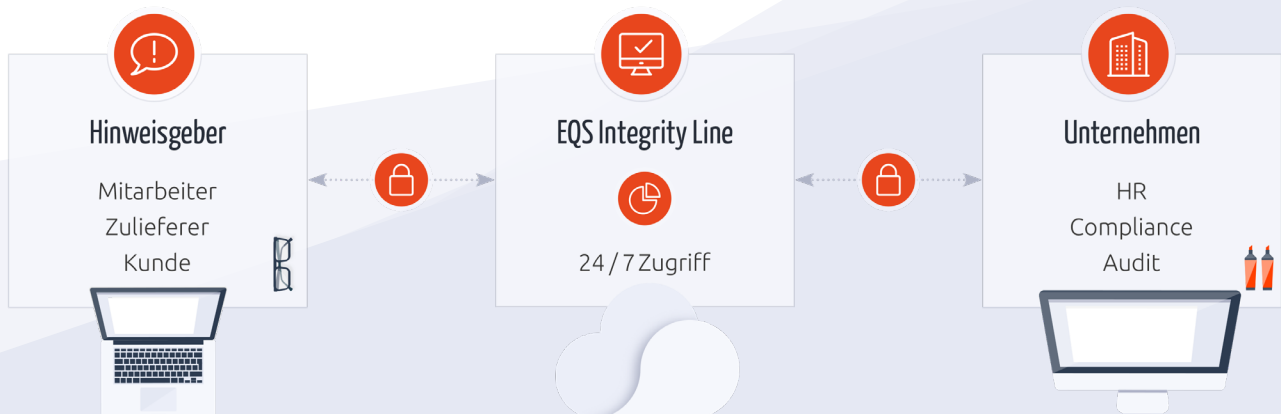 Hinweisgeber
Mitarbeiter
Zulieferer
Kunde
EQS Integrity Line
24 / 7 Zugriff
Unternehmen
HR
Compliance
Audit